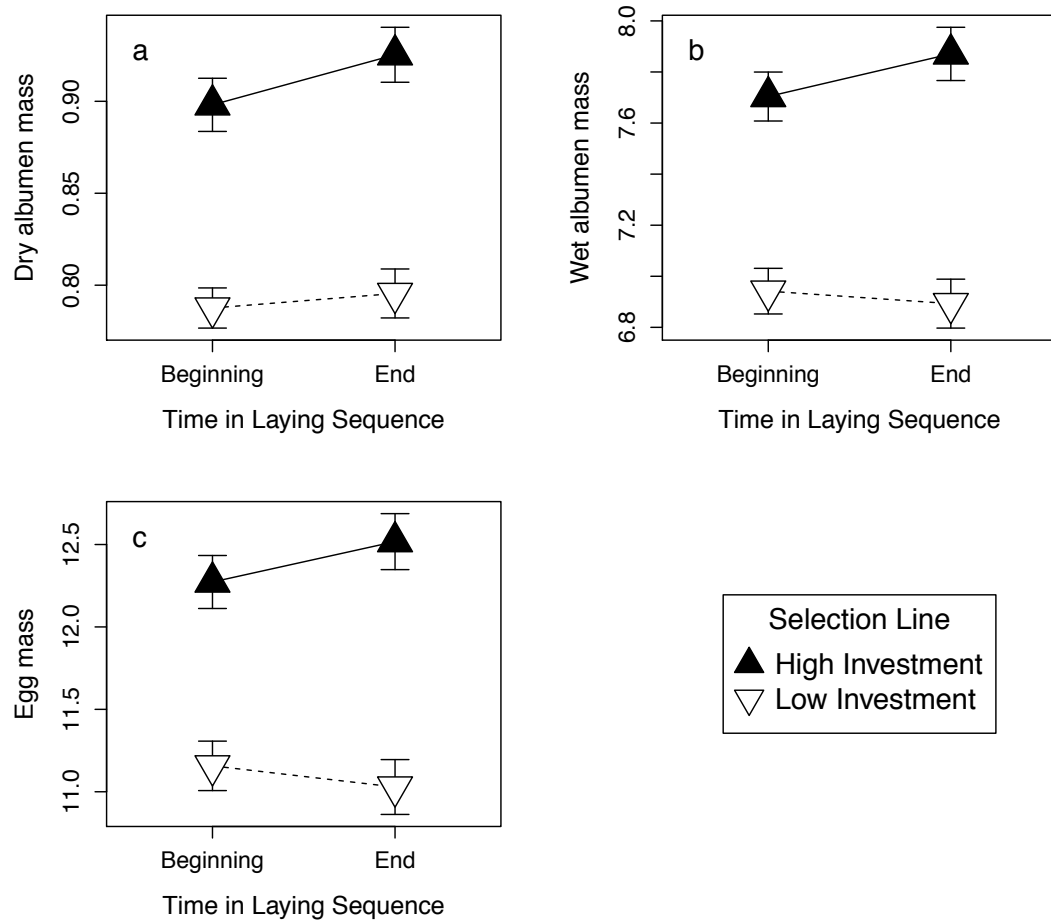 a
Dry albumen mass
0.90
0.85
0.80
Beginning
End
Time in Laying Sequence
b
Wet albumen mass
8.0
7.6
7.2
6.8
Beginning
End
Time in Laying Sequence
c
Egg mass
12.5
12.0
11.5
11.0
Beginning
End
Time in Laying Sequence
Selection Line
High Investment
Low Investment